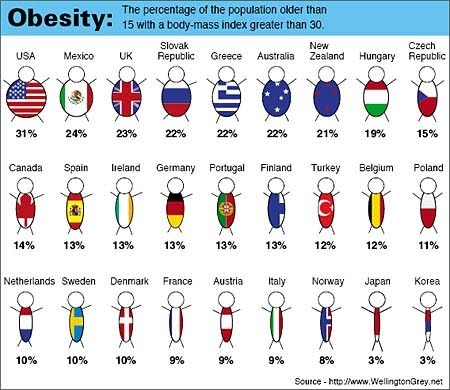 Obesity: The percentage of the population older than
15 with a body-mass index greater than 30.
USA Mexico UK Slovak Republic Greece Australia New Zealand Hungary Czech Republic
31% 24% 23% 22% 22% 22% 21% 19% 15%
Canada Spain Ireland Germany Portugal Finland Turkey Belgium Poland
14% 13% 13% 13% 13% 13% 12% 12% 11%
Netherlands Sweden Denmark France Austria Italy Norway Japan Korea
10% 10% 10% 9% 9% 9% 8% 3% 3%
Source - http://www.WellingtonGrey.net